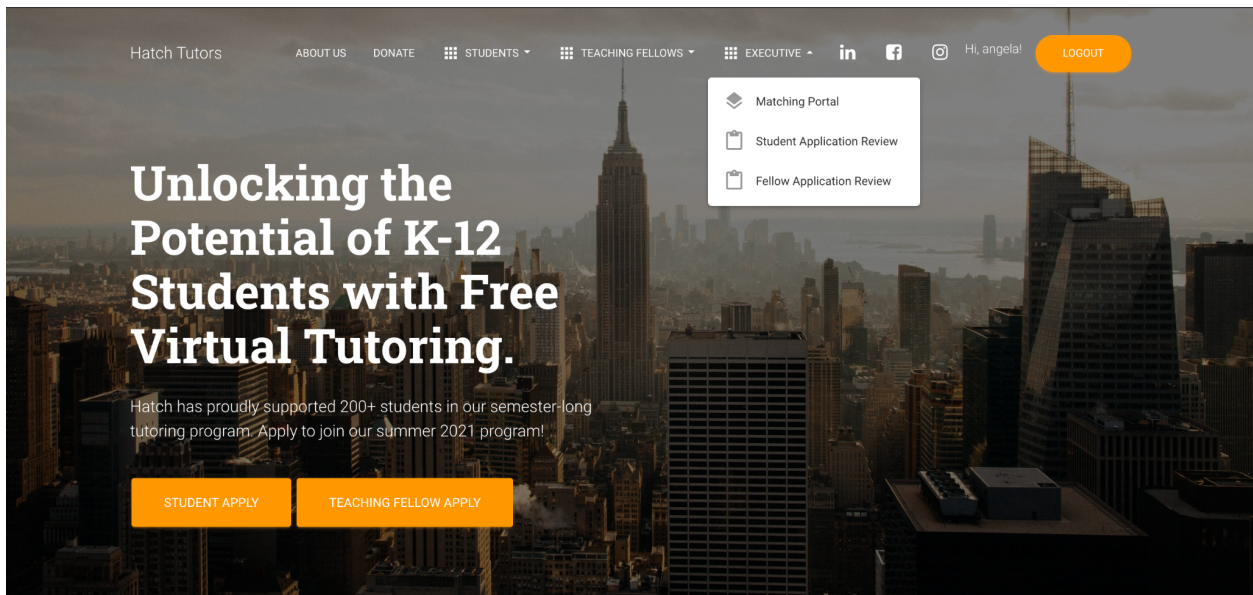 Hatch Tutors
ABOUT US
DONATE
STUDENTS
TEACHING FELLOWS
EXECUTIVE
in
f
Hi, angela!
LOGOUT
Matching Portal
Student Application Review
Fellow Application Review
Unlocking the
Potential of K-12
Students with Free
Virtual Tutoring.
Hatch has proudly supported 200+ students in our semester-long
tutoring program. Apply to join our summer 2021 program!
STUDENT APPLY
TEACHING FELLOW APPLY